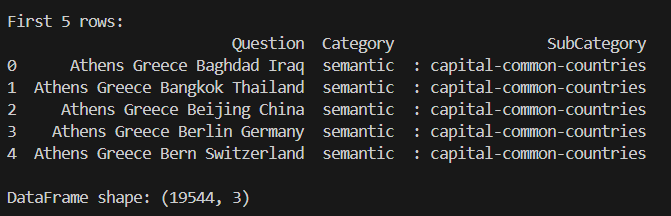 First 5 rows:
Question Category SubCategory
0 Athens Greece Baghdad Iraq semantic : capital-common-countries
1 Athens Greece Bangkok Thailand semantic : capital-common-countries
2 Athens Greece Beijing China semantic : capital-common-countries
3 Athens Greece Berlin Germany semantic : capital-common-countries
4 Athens Greece Bern Switzerland semantic : capital-common-countries
DataFrame shape: (19544, 3)